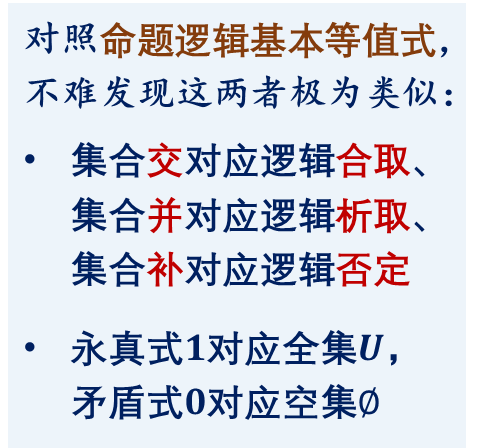 对照命题逻辑基本等值式，
不难发现这两者极为类似：
• 集合交对应逻辑合取、
集合并对应逻辑析取、
集合补对应逻辑否定
• 永真式1对应全集U，
矛盾式0对应空集∅